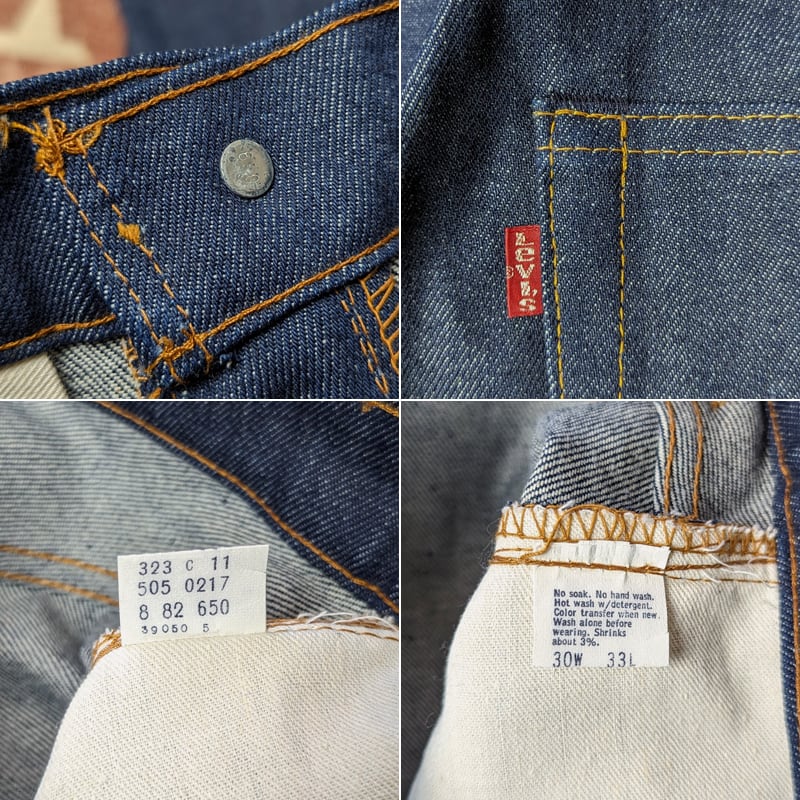 LEVI'S
®
323 C 11
505 0217
8 82 650
39050 5
No soak. No hand wash.
Hot wash w/detergent.
Color transfer when new.
Wash alone before
wearing. Shrinks
about 3%.
30W 33L